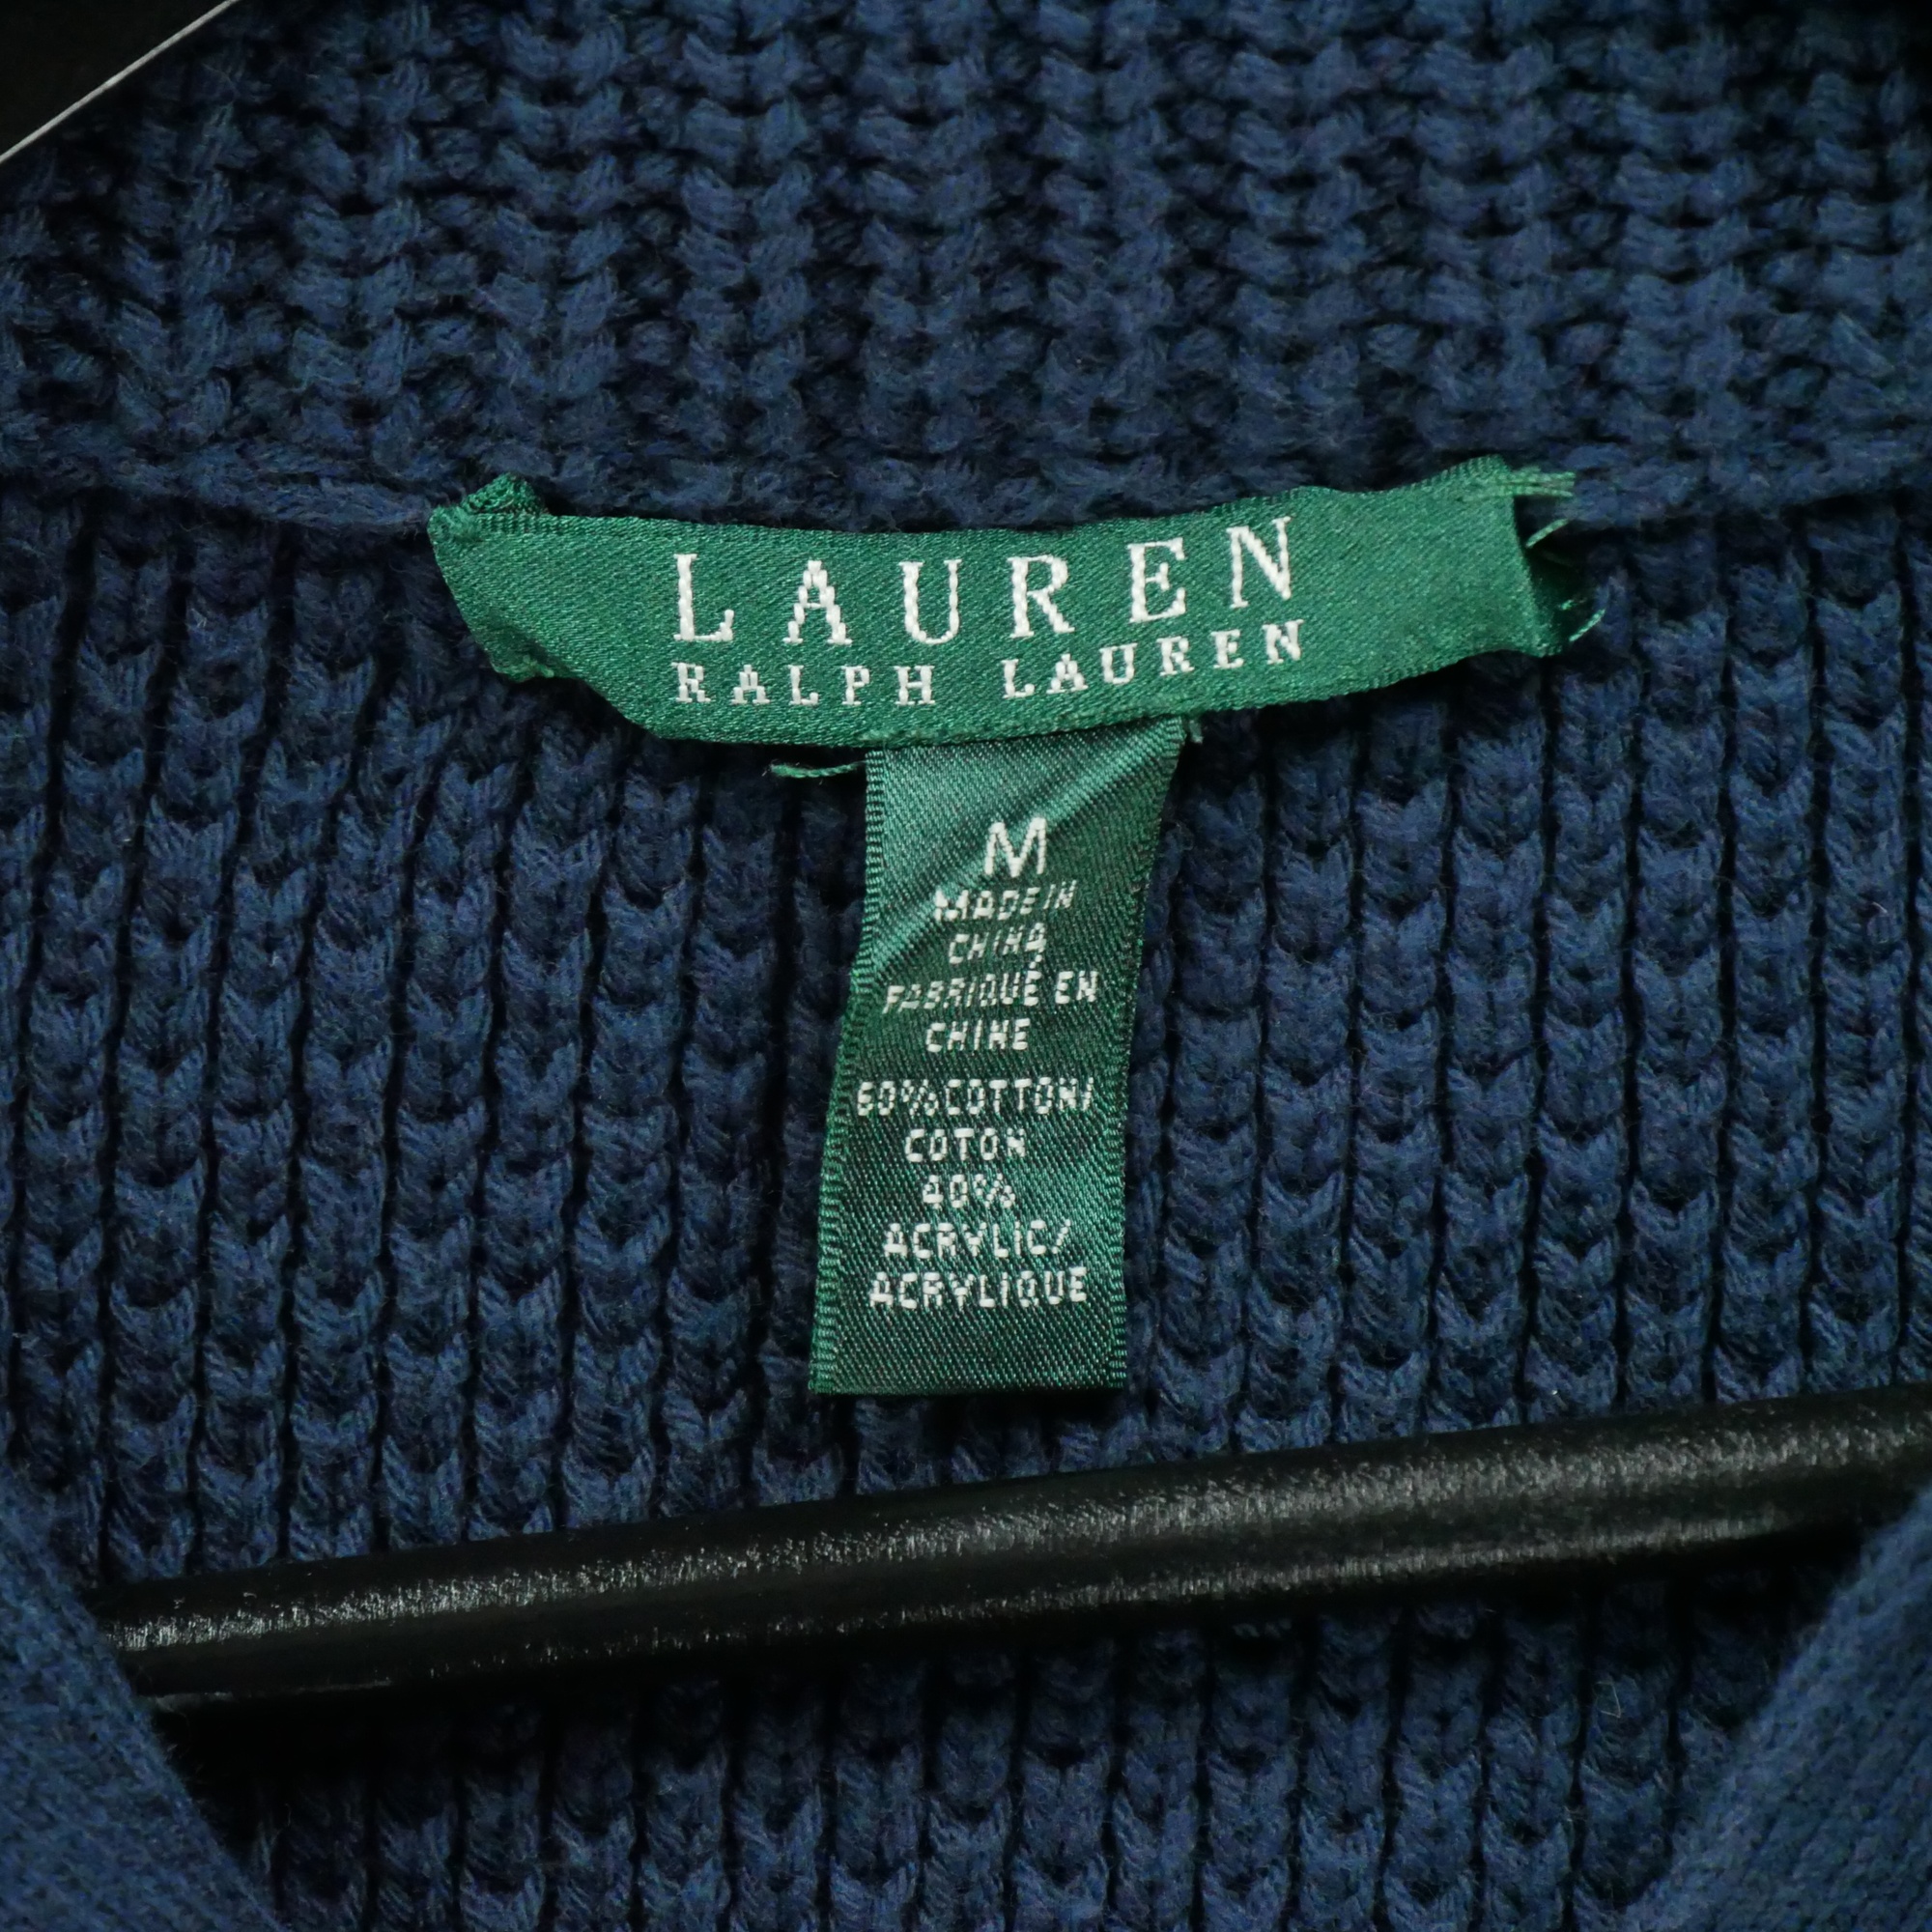 LAUREN
RALPH LAUREN
M
MADE IN
CHINA
FABRIQUÉ EN
CHINE
60% COTTON/
COTON
40%
ACRYLIC/
ACRYLIQUE